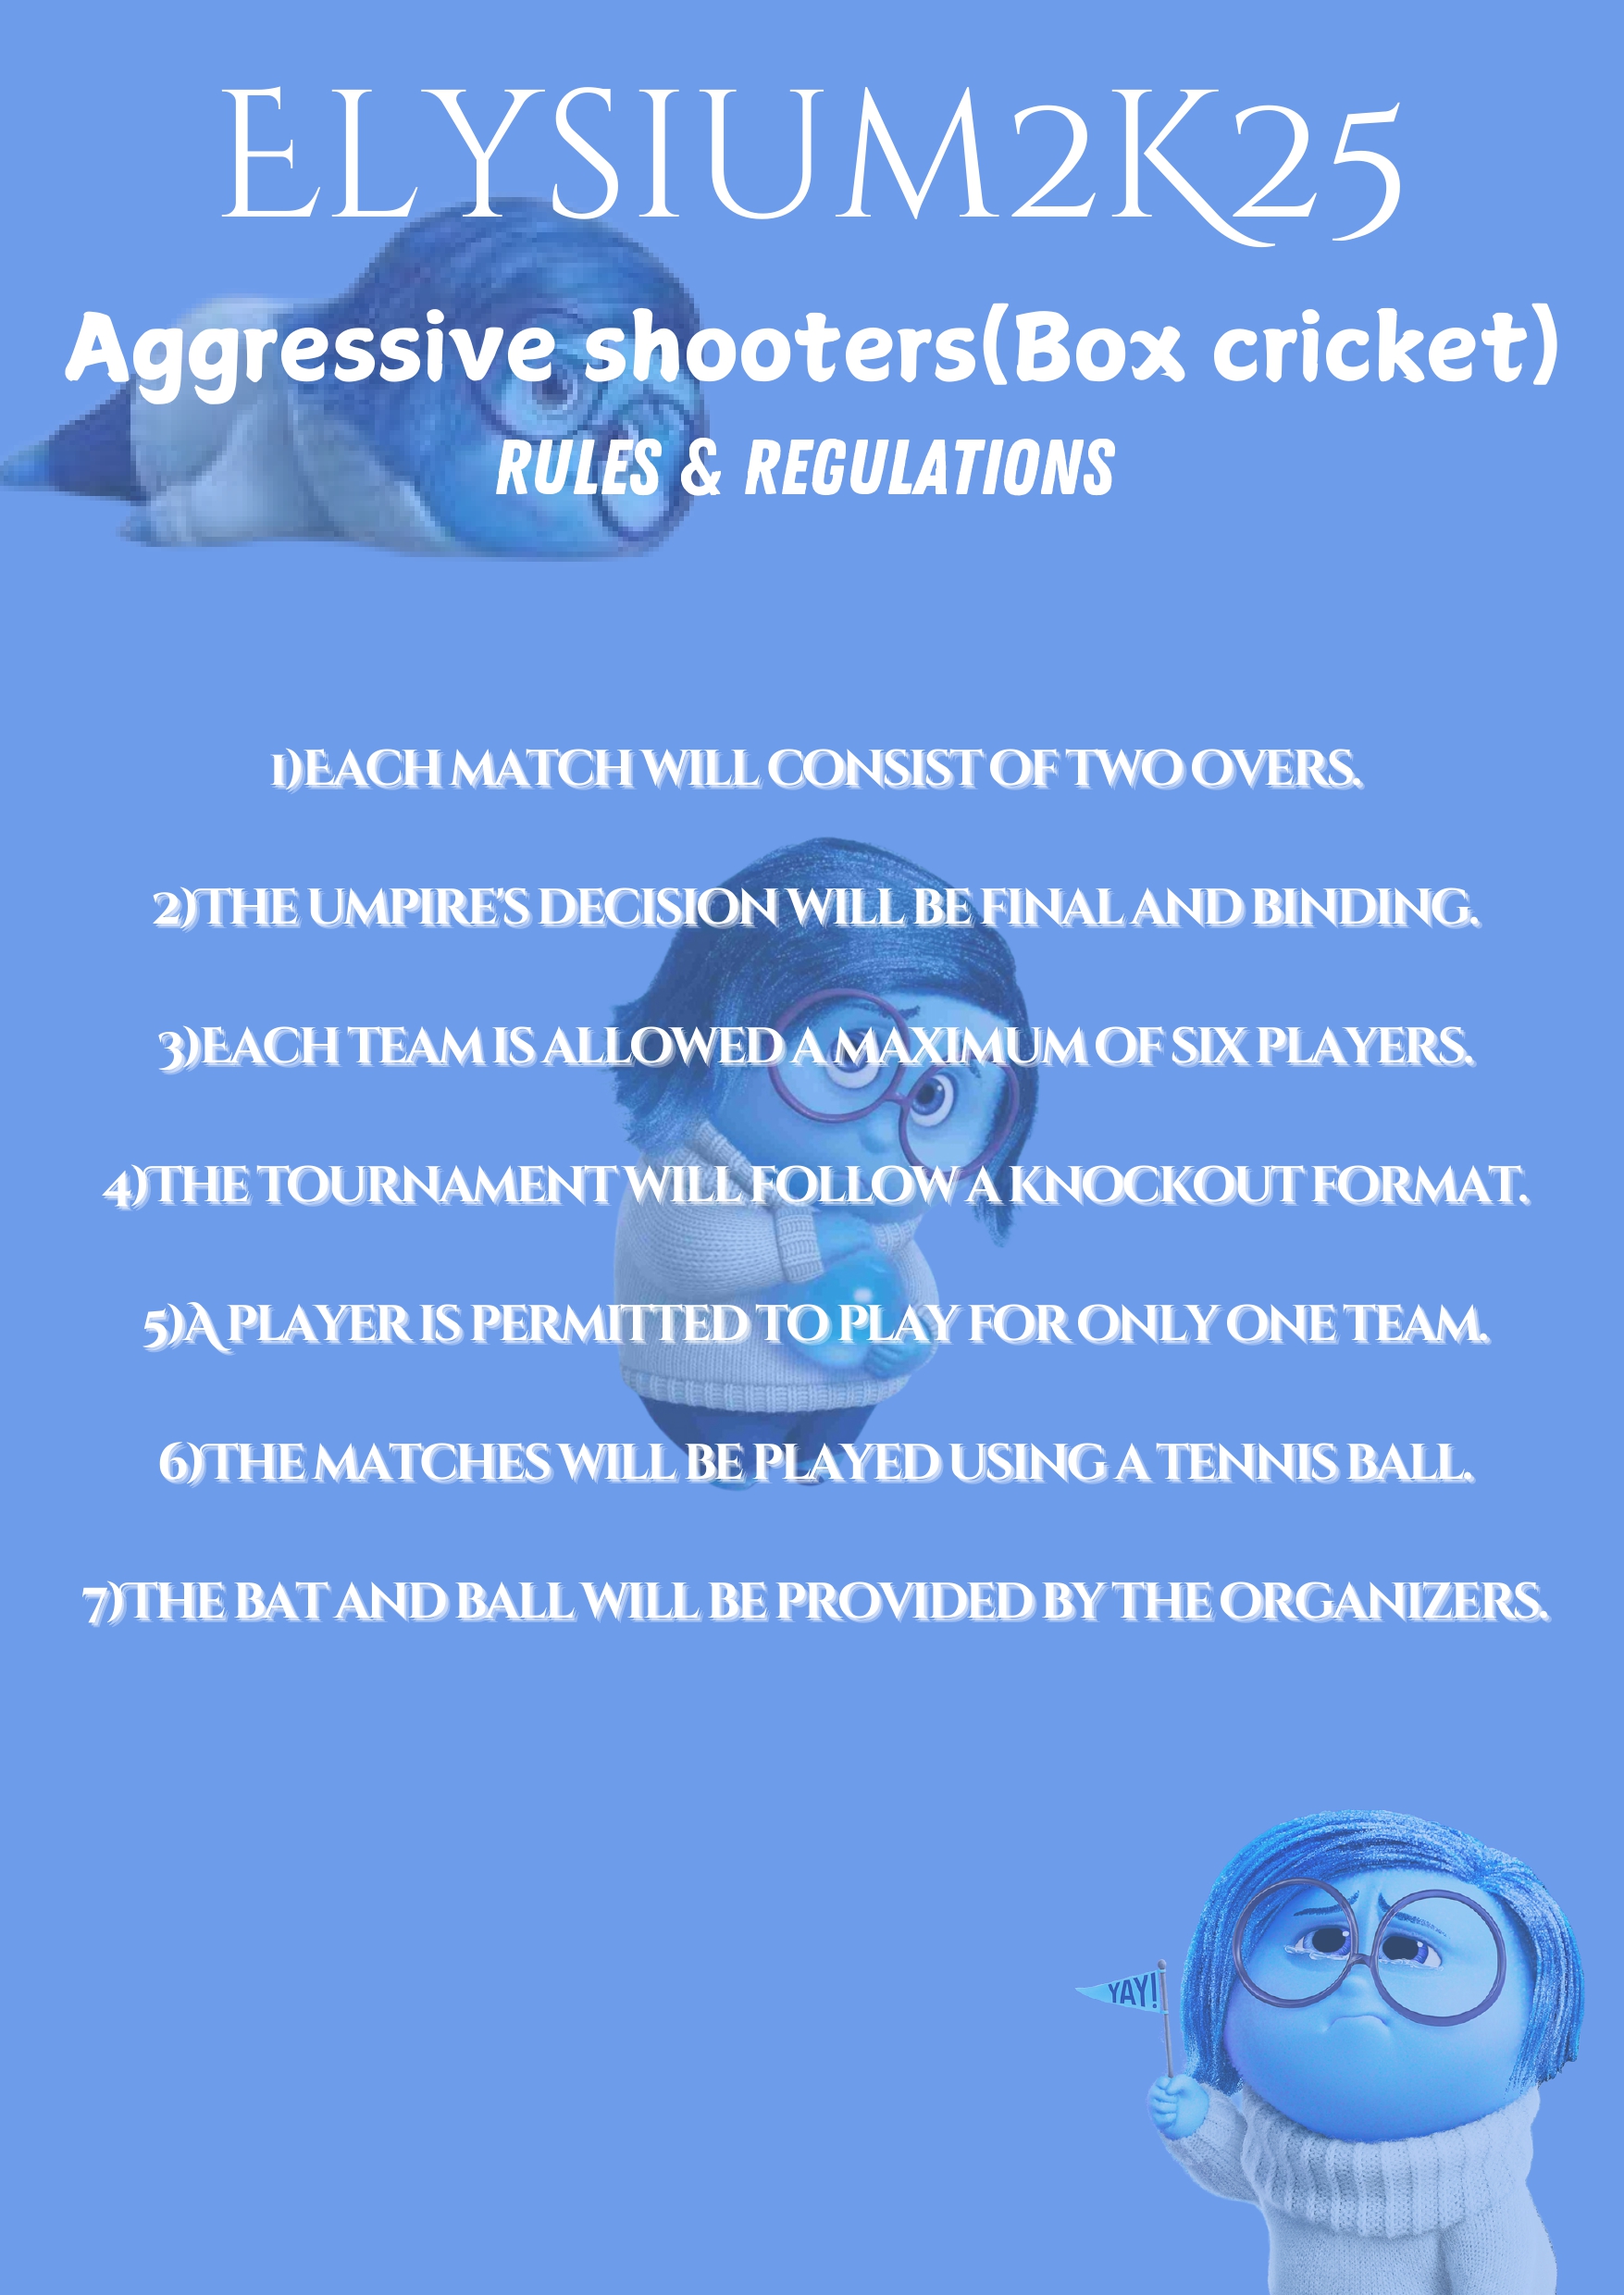 ELYSIUM2K25
Aggressive shooters(Box cricket)
RULES & REGULATIONS
1)EACH MATCH WILL CONSIST OF TWO OVERS.
2)THE UMPIRE'S DECISION WILL BE FINAL AND BINDING.
3)EACH TEAM IS ALLOWED A MAXIMUM OF SIX PLAYERS.
4)THE TOURNAMENT WILL FOLLOW A KNOCKOUT FORMAT.
5)A PLAYER IS PERMITTED TO PLAY FOR ONLY ONE TEAM.
6)THE MATCHES WILL BE PLAYED USING A TENNIS BALL.
7)THE BAT AND BALL WILL BE PROVIDED BY THE ORGANIZERS.
YAY!